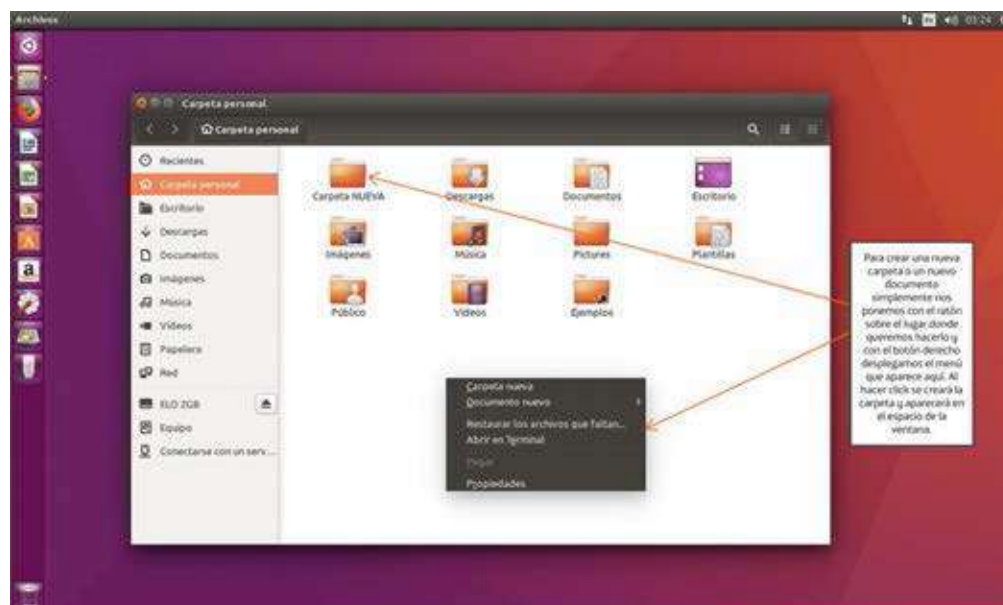 Archivos
03:24
Carpeta personal
Carpeta personal
Recientes
Carpeta personal
Escritorio
Descargas
Documentos
Imágenes
Música
Vídeos
Papelera
Red
ELO 2GB
Equipo
Conectarse con un serv...
Carpeta NUEVA
Descargas
Documentos
Escritorio
Imágenes
Música
Pictures
Plantillas
Público
Vídeos
Ejemplos
Carpeta nueva
Documento nuevo
Restaurar los archivos que faltan...
Abrir en Terminal
Pegar
Propiedades
Para crear una nueva
carpeta o un nuevo
documento
simplemente nos
ponemos con el ratón
sobre el lugar donde
queremos hacerlo y
con el botón derecho
desplegamos el menú
que aparece aquí. Al
hacer click se creará la
carpeta y aparecerá en
el espacio de la
ventana.